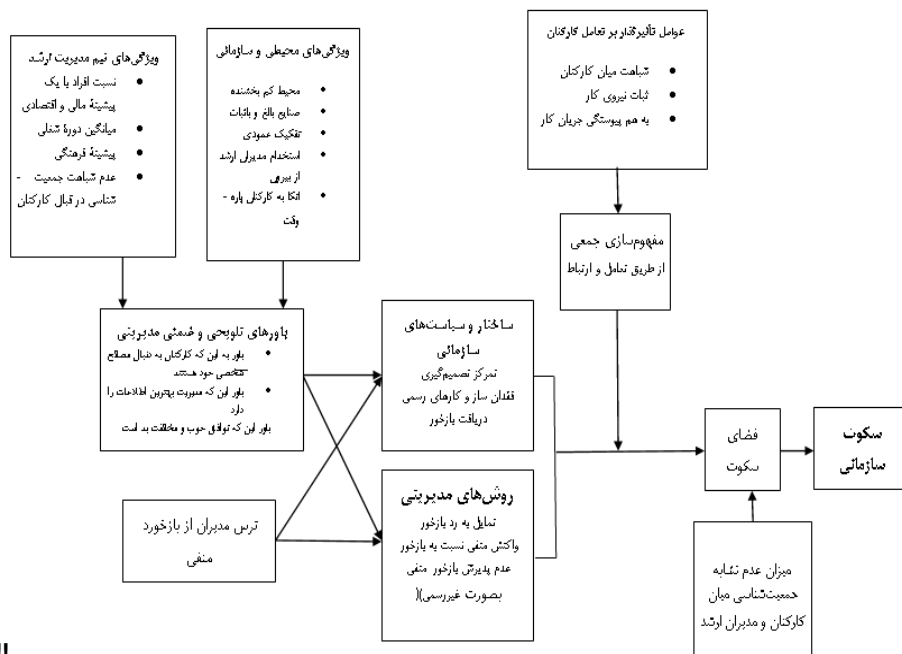 ویژگی‌های تیم مدیریت ارشد
نسبت افراد با یک
پیشینهٔ مالی و اقتصادی
میانگین دورهٔ شغلی
پیشینهٔ فرهنگی
عدم شباهت جمعیت -
شناسی در قبال کارکنان
ویژگی‌های محیطی و سازمانی
محیط کم بخشنده
صنایع بالغ و باثبات
تفکیک عمودی
استخدام مدیران ارشد
از بیرون
اتکا به کارکنان پاره -
وقت
عوامل تأثیرگذار بر تعامل کارکنان
شباهت میان کارکنان
ثبات نیروی کار
به هم پیوستگی جریان کار
مفهوم‌سازی جمعی
از طریق تعامل و ارتباط
باورهای تلویحی و ضمنی مدیریتی
باور به این که کارکنان به دنبال مصالح
شخصی خود هستند
باور این که مدیریت بهترین اطلاعات را
دارد
باور این که توافق خوب و مخالفت بد است
ترس مدیران از بازخورد
منفی
ساختار و سیاست‌های
سازمانی
تمرکز تصمیم‌گیری
فقدان ساز و کارهای رسمی
دریافت بازخور
روش‌های مدیریتی
تمایل به رد بازخور
واکنش منفی نسبت به بازخور
عدم پذیرش بازخور منفی
بصورت غیررسمی)(
فضای
سکوت
سکوت
سازمانی
میزان عدم تشابه
جمعیت‌شناسی میان
کارکنان و مدیران ارشد